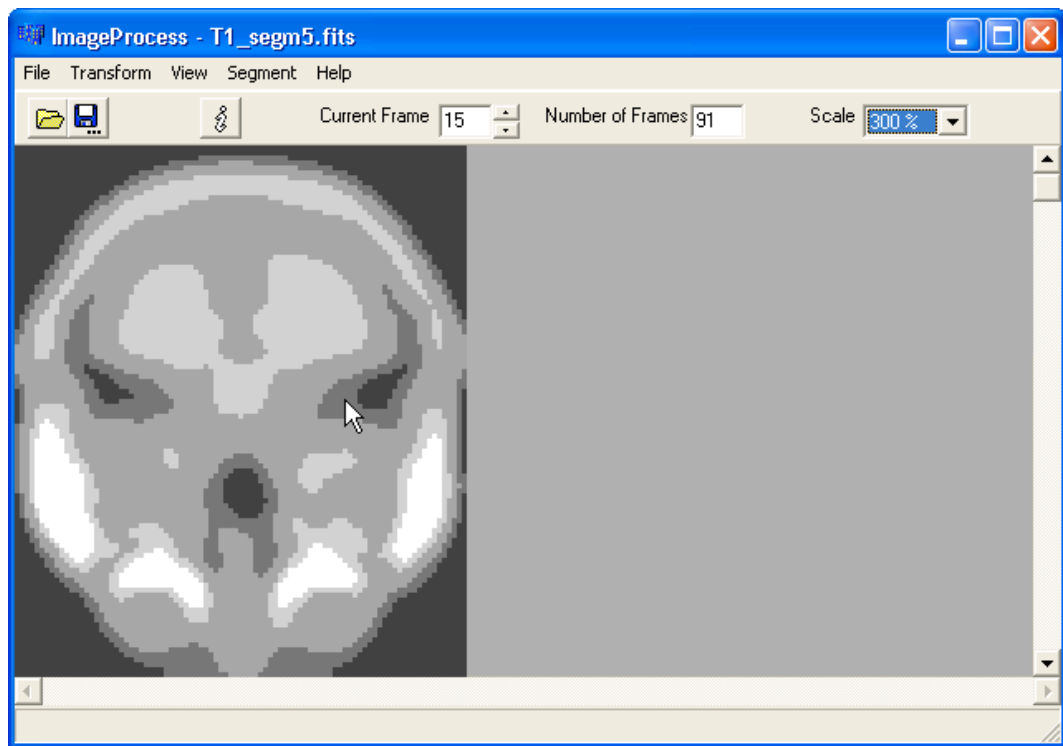 ImageProcess - T1_segm5.fits
File Transform View Segment Help
Current Frame 15 Number of Frames 91 Scale 300 %